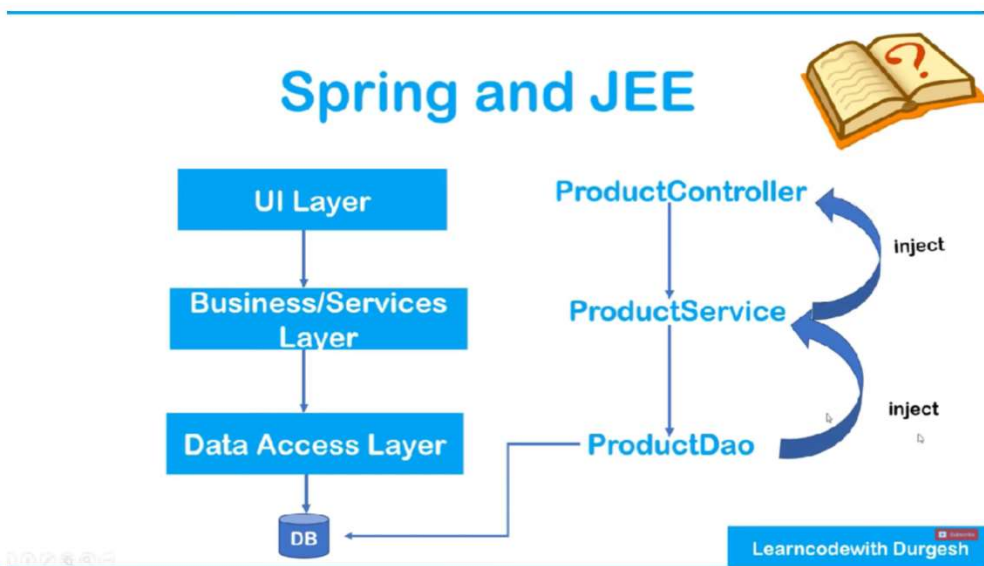 Spring and JEE
UI Layer
ProductController
inject
Business/Services
Layer
ProductService
inject
Data Access Layer
ProductDao
DB
Subscribe
Learncodewith Durgesh